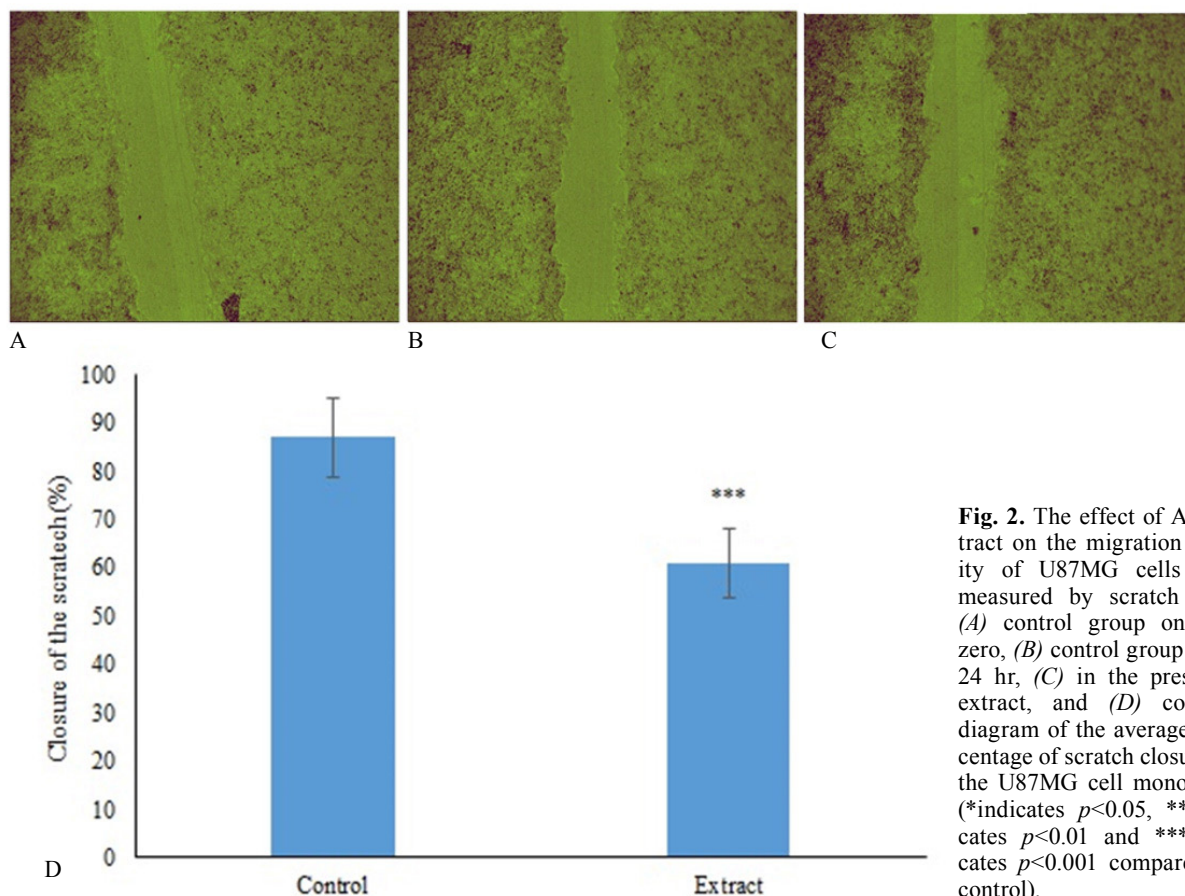 A
B
C
100
90
80
70
60
50
40
30
20
10
0
Closure of the scratech (%)
***
Control
Extract
D
Fig. 2. The effect of A
tract on the migration
ity of U87MG cells
measured by scratch
(A) control group on
zero, (B) control group
24 hr, (C) in the pres
extract, and (D) co
diagram of the average
centage of scratch closu
the U87MG cell mono
(*indicates p<0.05, **
cates p<0.01 and ***
cates p<0.001 compare
control).